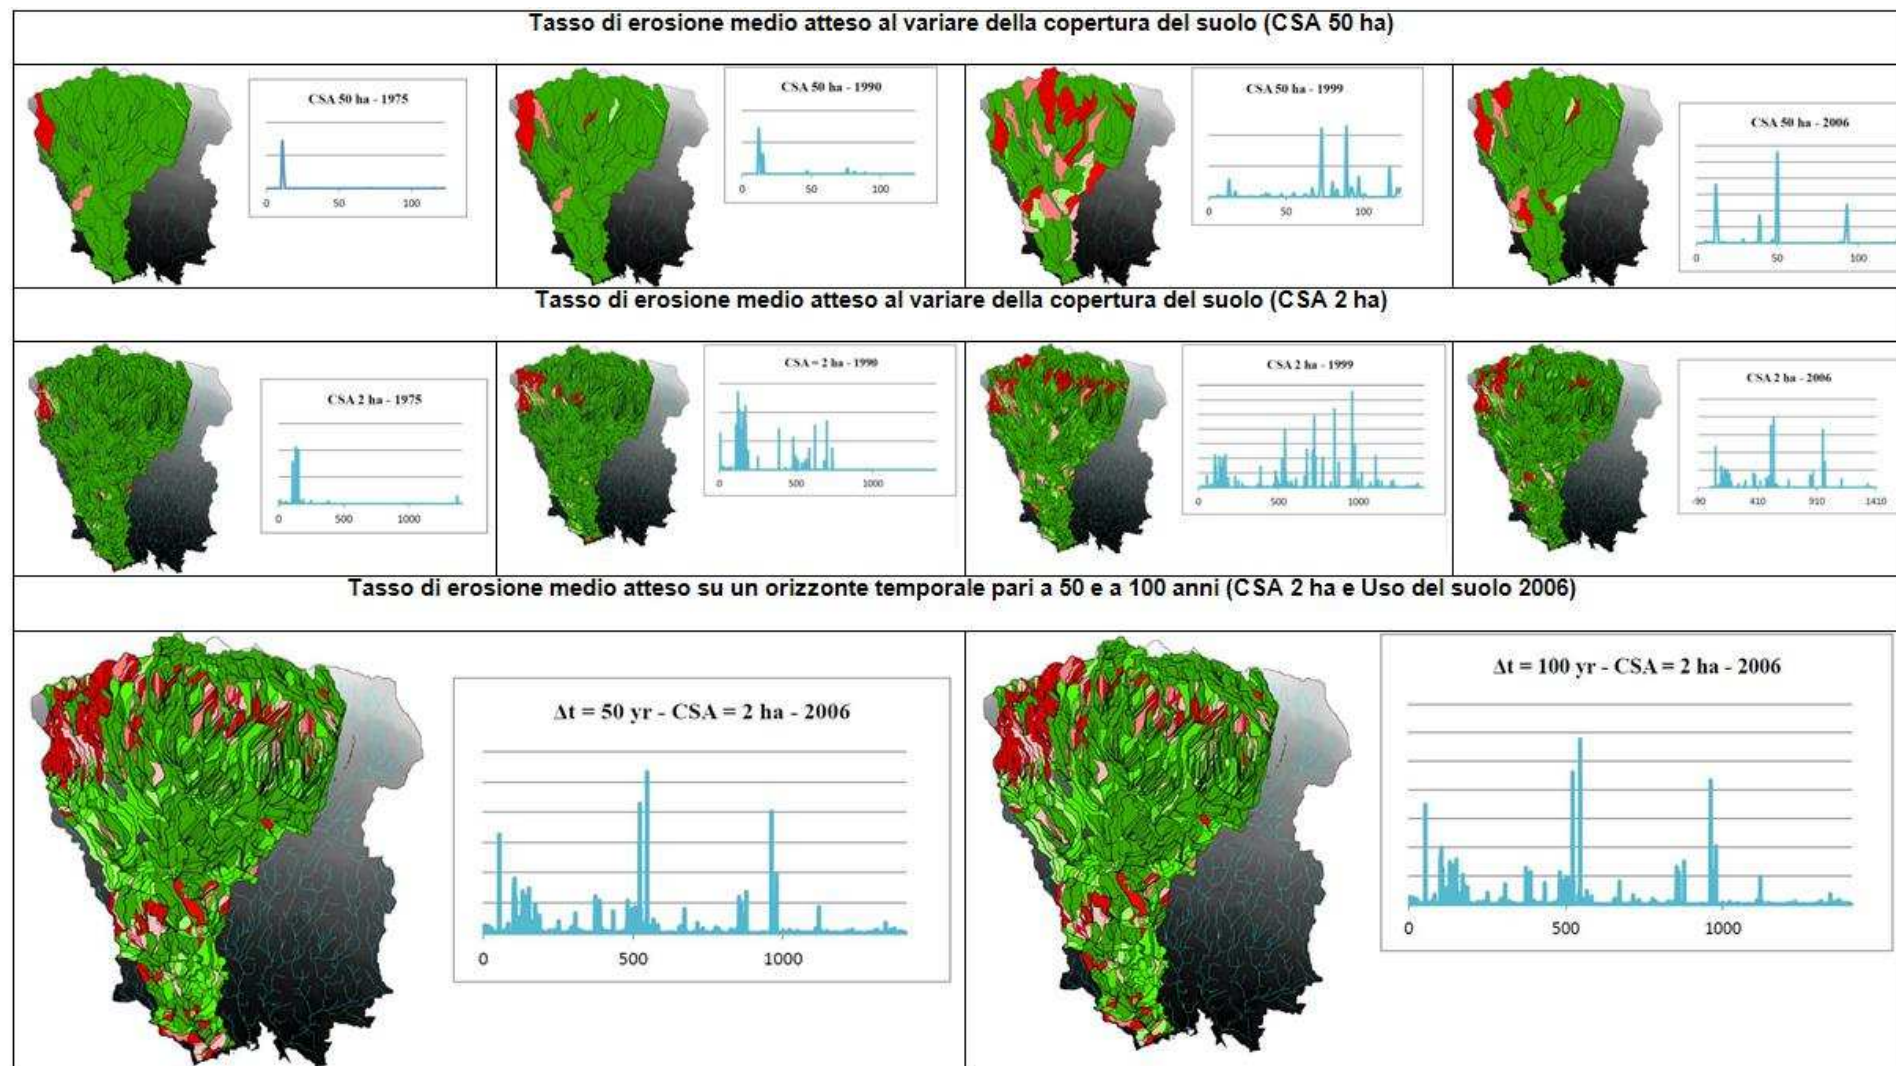 Tasso di erosione medio atteso al variare della copertura del suolo (CSA 50 ha)
CSA 50 ha - 1975
0 50 100
CSA 50 ha - 1990
0 50 100
CSA 50 ha - 1999
0 50 100
CSA 50 ha - 2006
0 50 100
Tasso di erosione medio atteso al variare della copertura del suolo (CSA 2 ha)
CSA 2 ha - 1975
0 500 1000
CSA = 2 ha - 1990
0 500 1000
CSA 2 ha - 1999
0 500 1000
CSA 2 ha - 2006
-90 410 910 1410
Tasso di erosione medio atteso su un orizzonte temporale pari a 50 e a 100 anni (CSA 2 ha e Uso del suolo 2006)
Δt = 50 yr - CSA = 2 ha - 2006
0 500 1000
Δt = 100 yr - CSA = 2 ha - 2006
0 500 1000